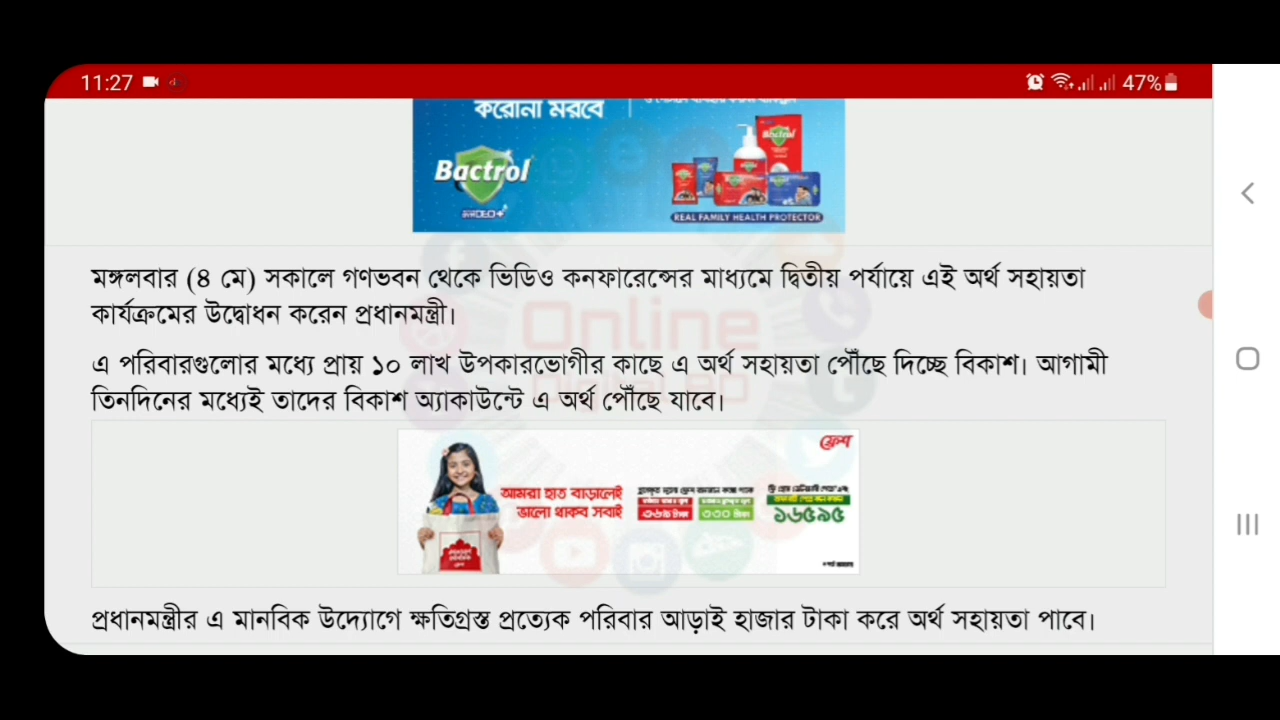 11:27
47%
করোনা মরবে
Bactrol
REAL FAMILY HEALTH PROTECTOR
মঙ্গলবার (৪ মে) সকালে গণভবন থেকে ভিডিও কনফারেন্সের মাধ্যমে দ্বিতীয় পর্যায়ে এই অর্থ সহায়তা
কার্যক্রমের উদ্বোধন করেন প্রধানমন্ত্রী।
Online
এ পরিবারগুলোর মধ্যে প্রায় ১০ লাখ উপকারভোগীর কাছে এ অর্থ সহায়তা পৌঁছে দিচ্ছে বিকাশ। আগামী
তিনদিনের মধ্যেই তাদের বিকাশ অ্যাকাউন্টে এ অর্থ পৌঁছে যাবে।
ফ্রেশ
আমরা হাত বাড়ালেই
ভালো থাকব সবাই
৩৩০ টাকা
১৬৫৯৫
প্রধানমন্ত্রীর এ মানবিক উদ্যোগে ক্ষতিগ্রস্ত প্রত্যেক পরিবার আড়াই হাজার টাকা করে অর্থ সহায়তা পাবে।